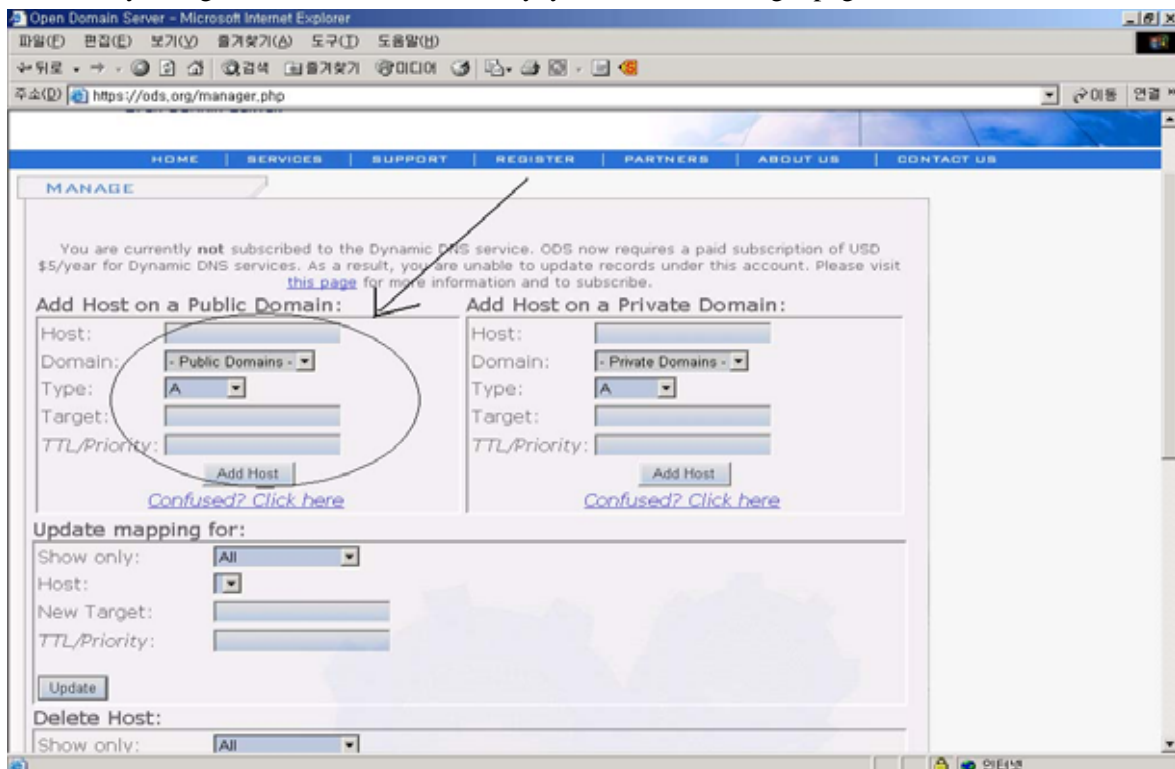 Open Domain Server - Microsoft Internet Explorer
파일(F) 편집(E) 보기(V) 즐겨찾기(A) 도구(T) 도움말(H)
뒤로 검색 즐겨찾기 미디어
주소(D) https://ods.org/manager.php 이동 연결 »
HOME | SERVICES | SUPPORT | REGISTER | PARTNERS | ABOUT US | CONTACT US
MANAGE
You are currently not subscribed to the Dynamic DNS service. ODS now requires a paid subscription of USD
$5/year for Dynamic DNS services. As a result, you are unable to update records under this account. Please visit
this page for more information and to subscribe.
Add Host on a Public Domain:
Host:
Domain: - Public Domains -
Type: A
Target:
TTL/Priority:
Add Host
Confused? Click here
Add Host on a Private Domain:
Host:
Domain: - Private Domains -
Type: A
Target:
TTL/Priority:
Add Host
Confused? Click here
Update mapping for:
Show only: All
Host:
New Target:
TTL/Priority:
Update
Delete Host:
Show only: All
인터넷